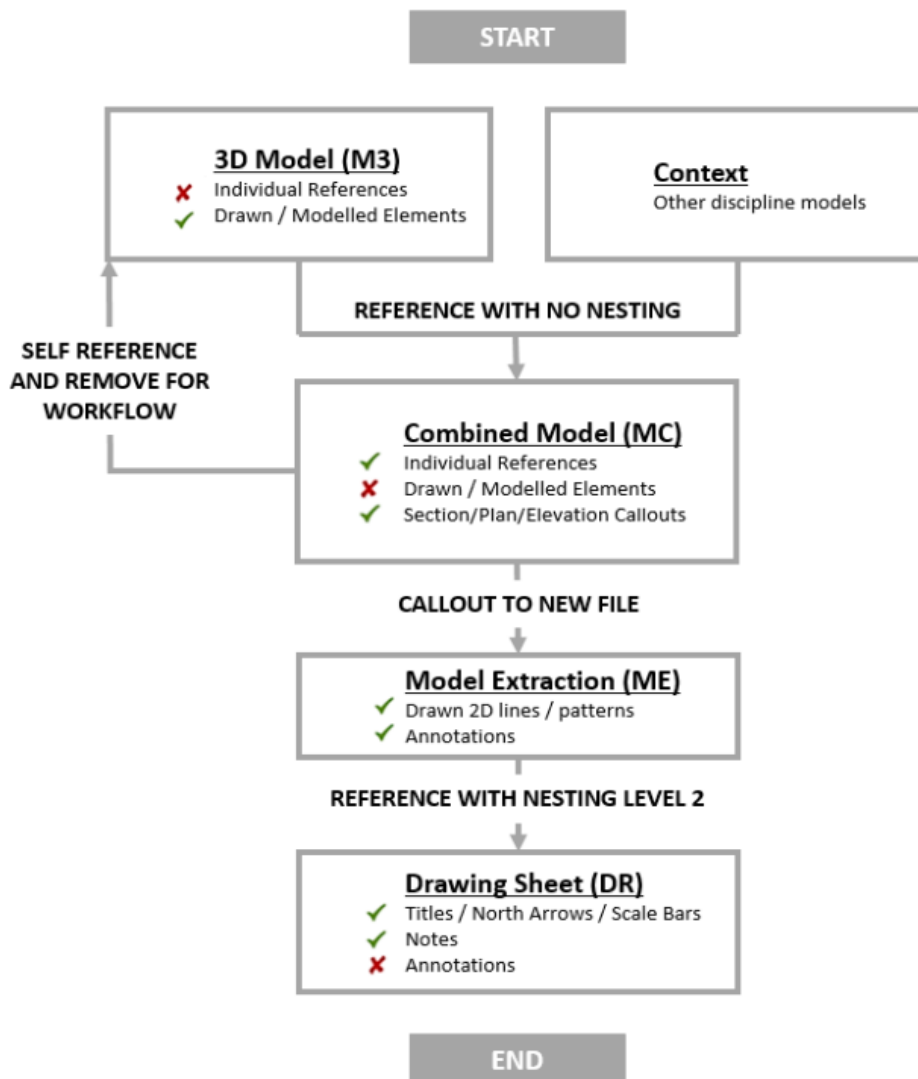 START
3D Model (M3)
Individual References
Drawn / Modelled Elements
Context
Other discipline models
REFERENCE WITH NO NESTING
SELF REFERENCE
AND REMOVE FOR
WORKFLOW
Combined Model (MC)
Individual References
Drawn / Modelled Elements
Section/Plan/Elevation Callouts
CALLOUT TO NEW FILE
Model Extraction (ME)
Drawn 2D lines / patterns
Annotations
REFERENCE WITH NESTING LEVEL 2
Drawing Sheet (DR)
Titles / North Arrows / Scale Bars
Notes
Annotations
END